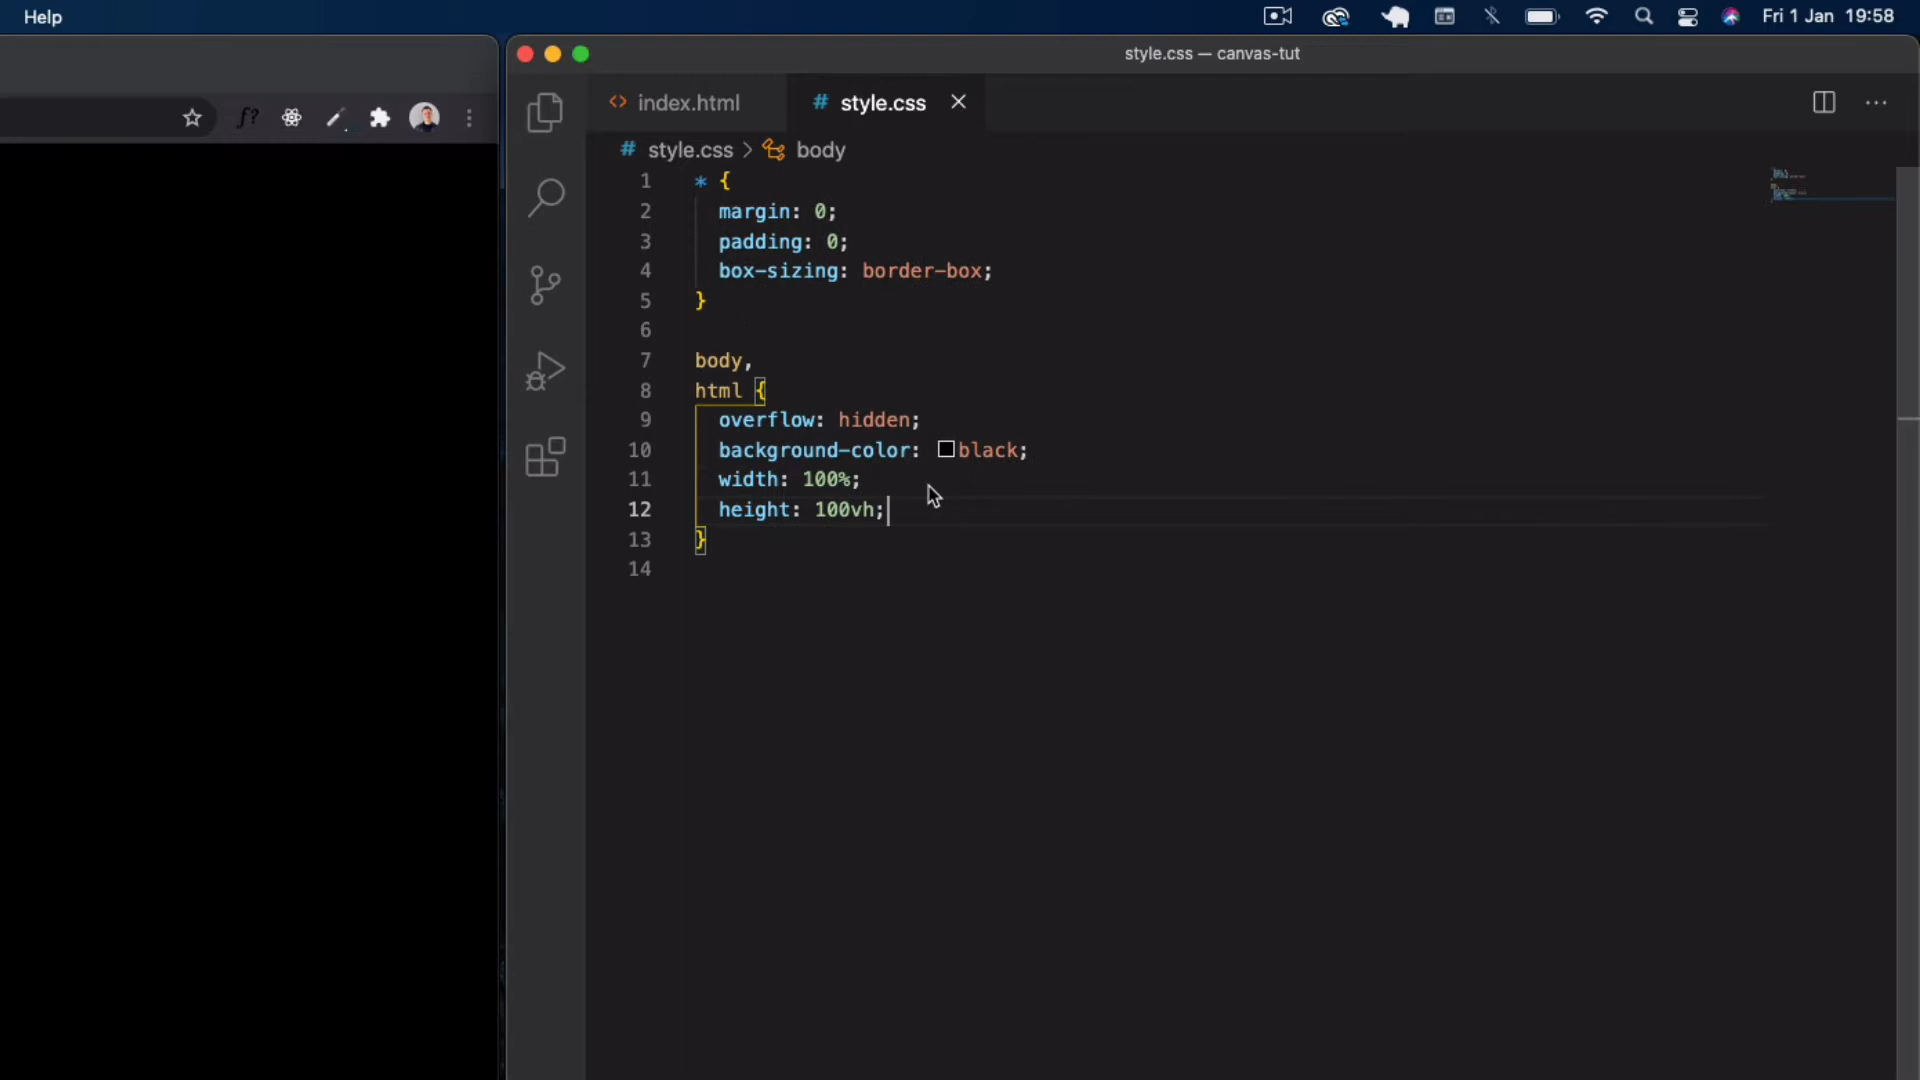 Help
Fri 1 Jan 19:58
style.css — canvas-tut
f?
index.html
# style.css
# style.css > body
1 * {
2 margin: 0;
3 padding: 0;
4 box-sizing: border-box;
5 }
6
7 body,
8 html {
9 overflow: hidden;
10 background-color: black;
11 width: 100%;
12 height: 100vh;
13 }
14